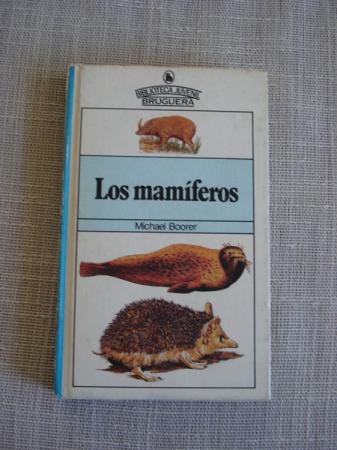 BIBLIOTECA JUVENIL
BRUGUERA
Los mamíferos
Michael Boorer